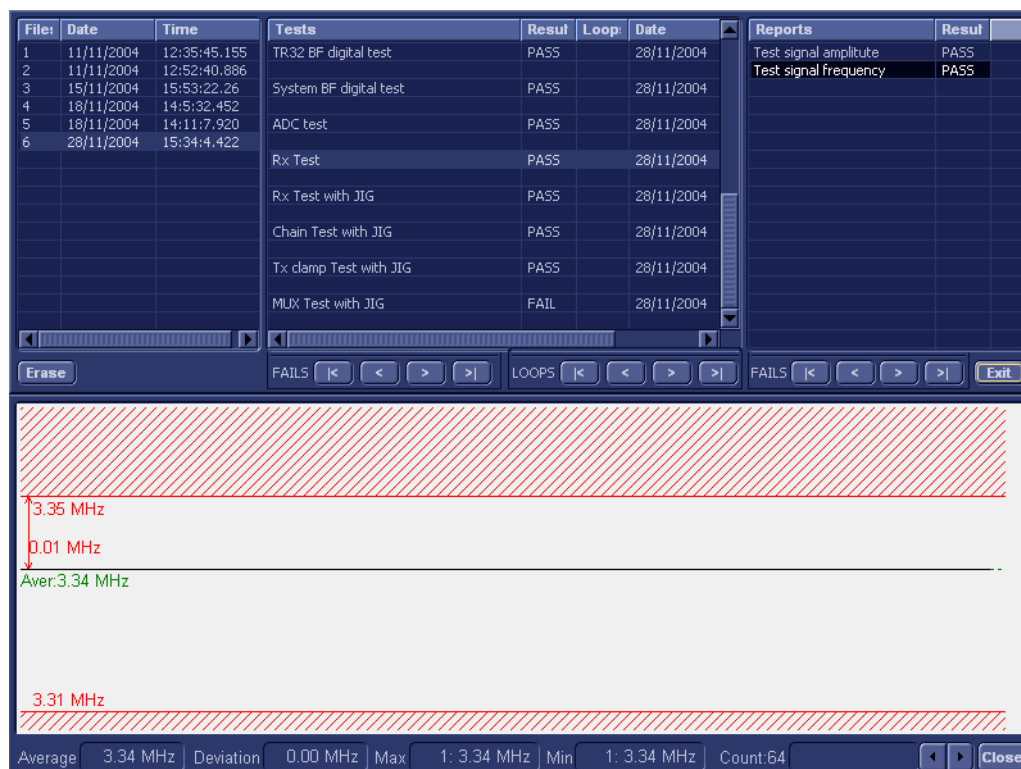 File: Date Time
1 11/11/2004 12:35:45.155
2 11/11/2004 12:52:40.886
3 15/11/2004 15:53:22.26
4 18/11/2004 14:5:32.452
5 18/11/2004 14:11:7.920
6 28/11/2004 15:34:4.422
Erase
Tests Resul Loop: Date
TR32 BF digital test PASS 28/11/2004
System BF digital test PASS 28/11/2004
ADC test PASS 28/11/2004
Rx Test PASS 28/11/2004
Rx Test with JIG PASS 28/11/2004
Chain Test with JIG PASS 28/11/2004
Tx clamp Test with JIG PASS 28/11/2004
MUX Test with JIG FAIL 28/11/2004
FAILS |< < > >| LOOPS |< < > >|
Reports Resul
Test signal amplitute PASS
Test signal frequency PASS
FAILS |< < > >| Exit
3.35 MHz
0.01 MHz
Aver:3.34 MHz
3.31 MHz
Average 3.34 MHz Deviation 0.00 MHz Max 1: 3.34 MHz Min 1: 3.34 MHz Count:64 Close